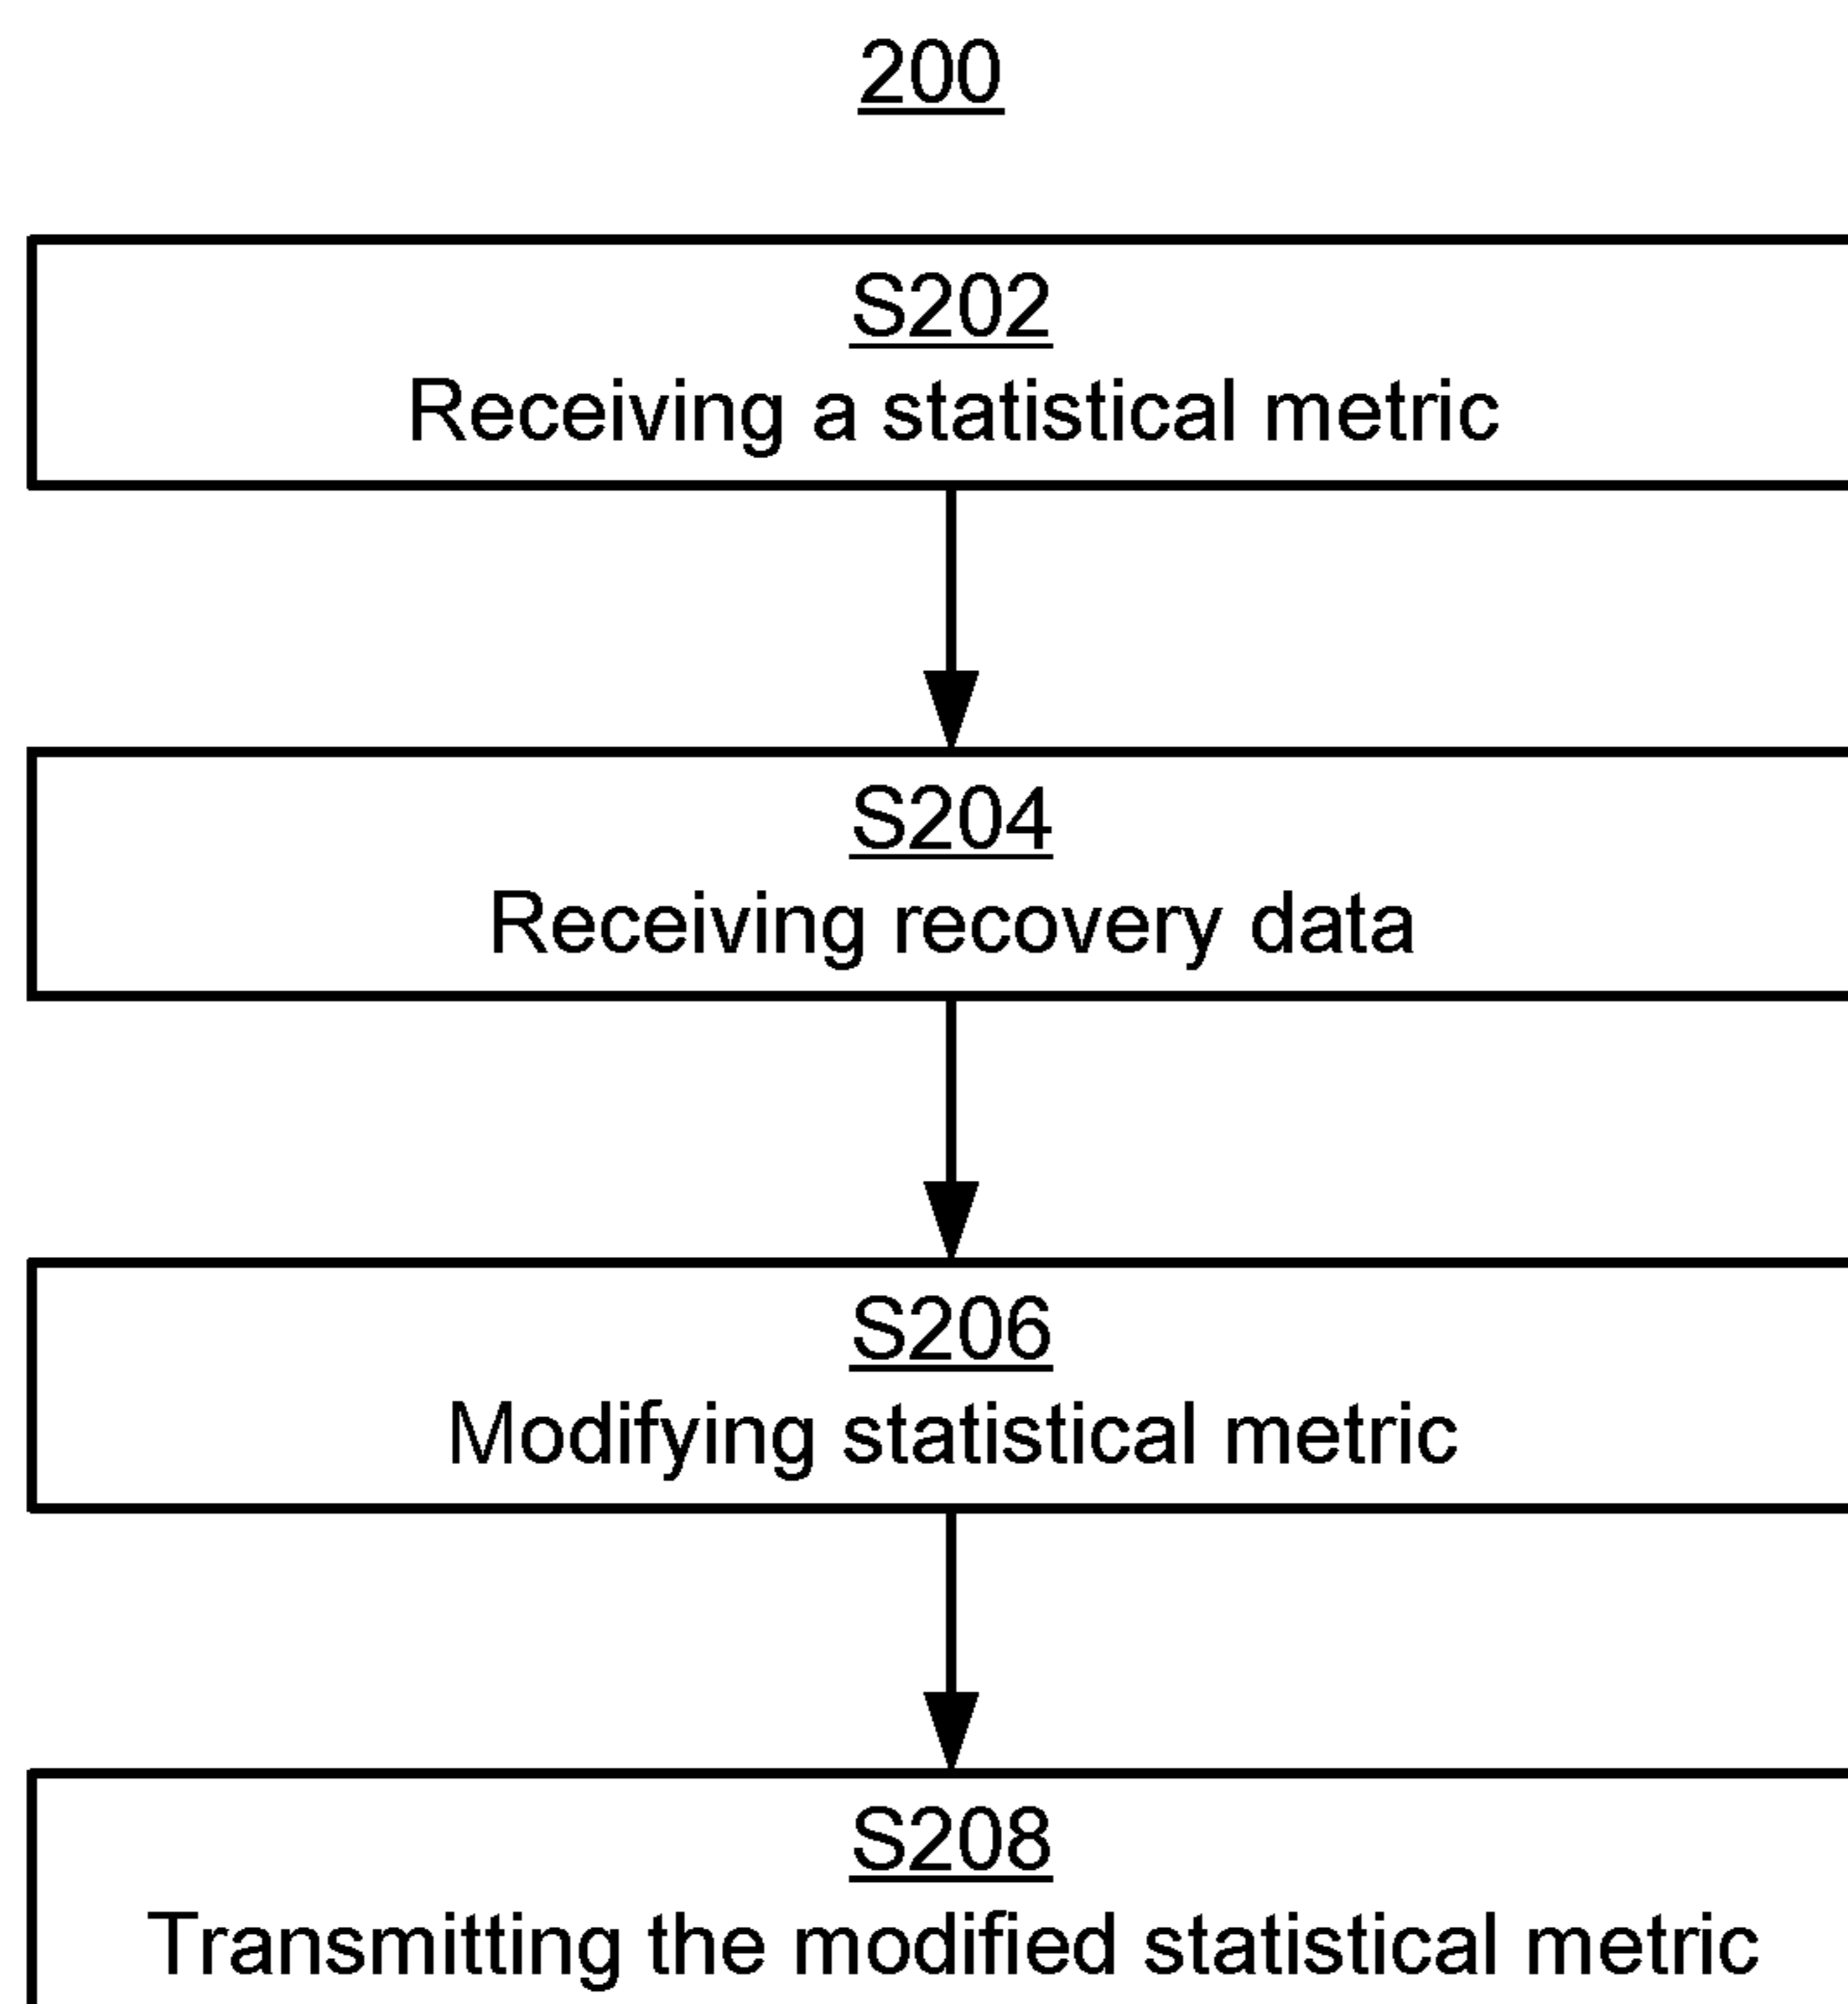 200
S202
Receiving a statistical metric
S204
Receiving recovery data
S206
Modifying statistical metric
S208
Transmitting the modified statistical metric